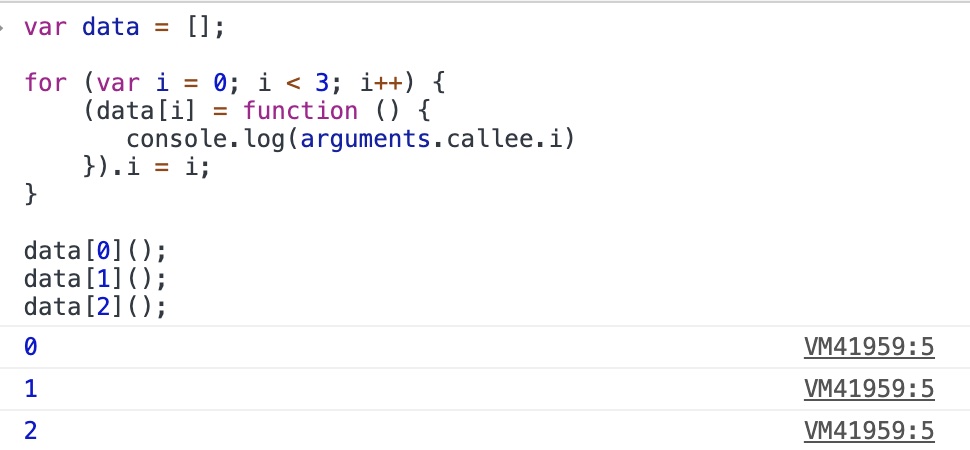 var data = [];

for (var i = 0; i < 3; i++) {
    (data[i] = function () {
       console.log(arguments.callee.i)
    }).i = i;
}

data[0]();
data[1]();
data[2]();
0 VM41959:5
1 VM41959:5
2 VM41959:5